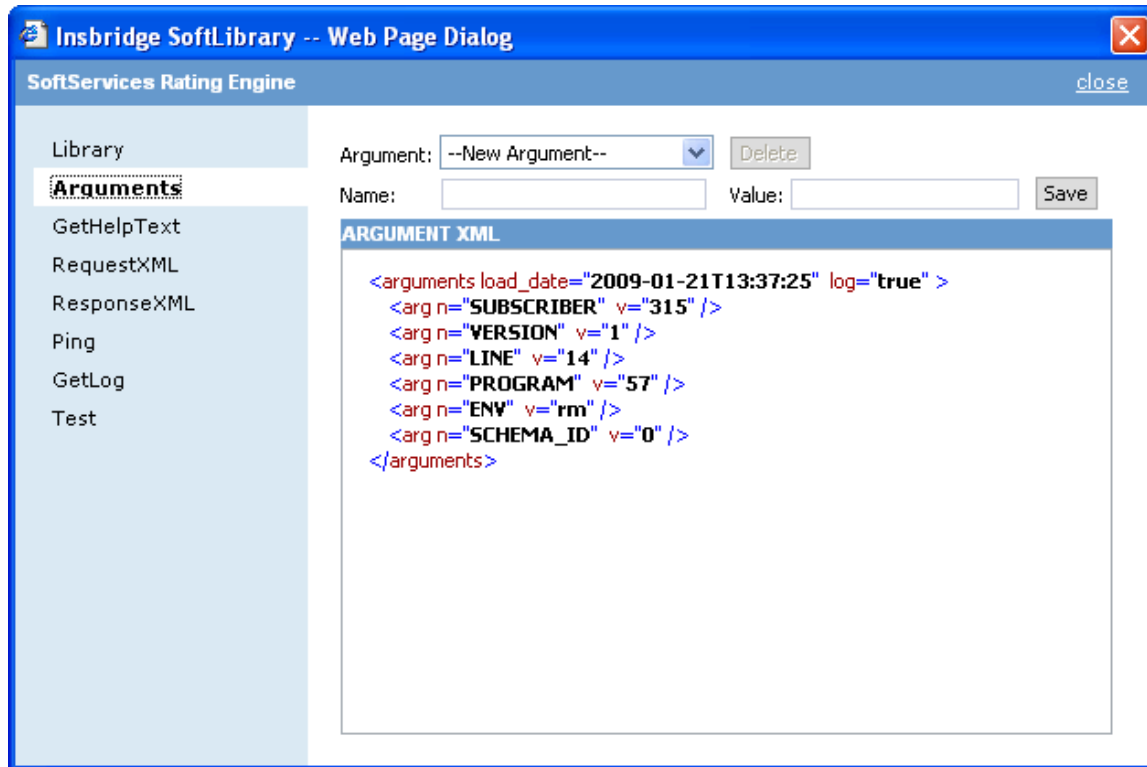 Insbridge SoftLibrary -- Web Page Dialog
SoftServices Rating Engine close
Library
Arguments
GetHelpText
RequestXML
ResponseXML
Ping
GetLog
Test
Argument: --New Argument-- Delete
Name: Value: Save
ARGUMENT XML
<arguments load_date="2009-01-21T13:37:25" log="true" >
<arg n="SUBSCRIBER" v="315" />
<arg n="VERSION" v="1" />
<arg n="LINE" v="14" />
<arg n="PROGRAM" v="57" />
<arg n="ENV" v="rm" />
<arg n="SCHEMA_ID" v="0" />
</arguments>